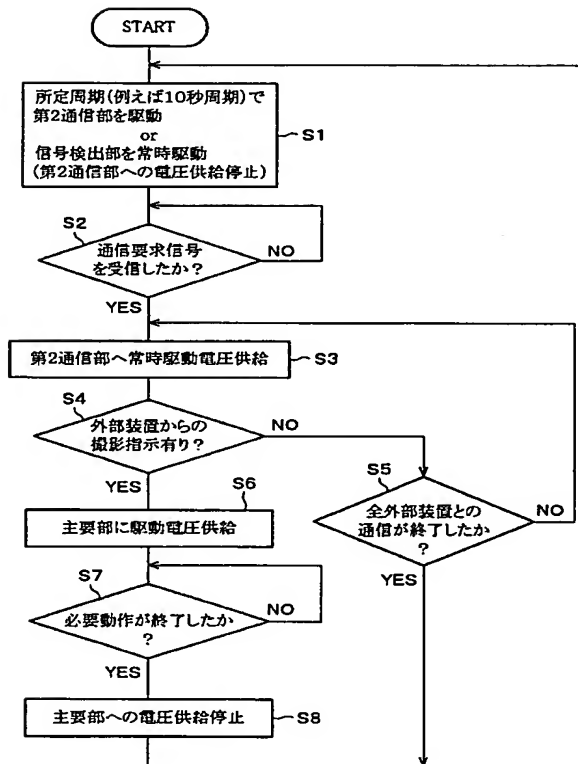 START
所定周期(例えば10秒周期)で
第2通信部を駆動
or
信号検出部を常時駆動
(第2通信部への電圧供給停止)
S1
S2
通信要求信号
を受信したか?
NO
YES
第2通信部へ常時駆動電圧供給
S3
S4
外部装置からの
撮影指示有り?
NO
YES
S5
全外部装置との
通信が終了したか
?
NO
YES
S6
主要部に駆動電圧供給
S7
必要動作が終了したか
?
NO
YES
主要部への電圧供給停止
S8